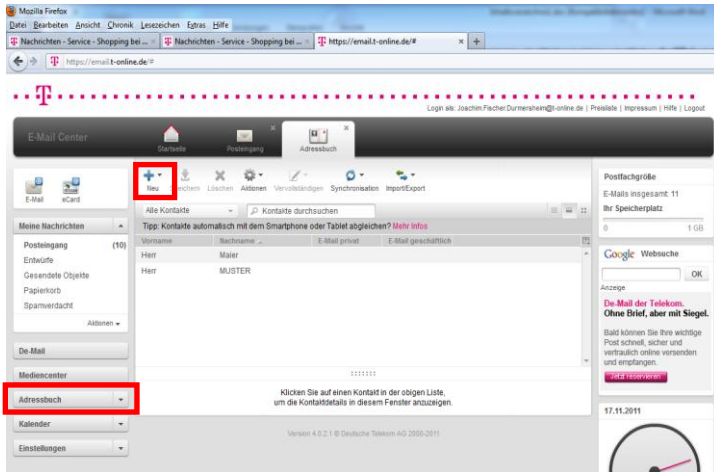 Mozilla Firefox
Datei Bearbeiten Ansicht Chronik Lesezeichen Extras Hilfe
Nachrichten - Service - Shopping bei ... × Nachrichten - Service - Shopping bei ... × https://email.t-online.de/# × +
https://email.t-online.de/#
T
Login als: Joachim.Fischer.Durmersheim@t-online.de | Preisliste | Impressum | Hilfe | Logout
E-Mail Center
Startseite
Posteingang ×
Adressbuch ×
E-Mail eCard
Neu Speichern Löschen Aktionen Vervollständigen Synchronisation Import/Export
Alle Kontakte Kontakte durchsuchen
Tipp: Kontakte automatisch mit dem Smartphone oder Tablet abgleichen? Mehr Infos
Vorname Nachname E-Mail privat E-Mail geschäftlich
Herr Maier
Herr MUSTER
Klicken Sie auf einen Kontakt in der obigen Liste,
um die Kontaktdetails in diesem Fenster anzuzeigen.
Version 4.0.2.1 © Deutsche Telekom AG 2000-2011
Meine Nachrichten
Posteingang (10)
Entwürfe
Gesendete Objekte
Papierkorb
Spamverdacht
Aktionen
De-Mail
Mediencenter
Adressbuch
Kalender
Einstellungen
Postfachgröße
E-Mails insgesamt: 11
Ihr Speicherplatz
0 1 GB
Google Websuche
OK
Anzeige
De-Mail der Telekom.
Ohne Brief, aber mit Siegel.
Bald können Sie Ihre wichtige
Post schnell, sicher und
vertraulich online versenden
und empfangen.
Jetzt reservieren
17.11.2011